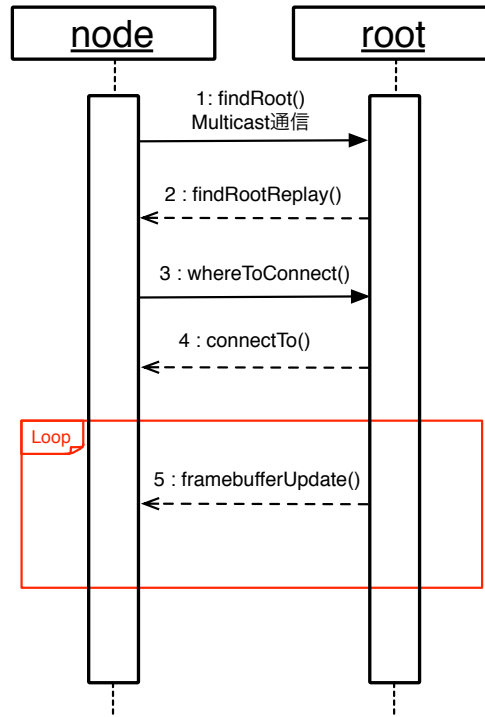 node
root
1: findRoot()
Multicast通信
2 : findRootReplay()
3 : whereToConnect()
4 : connectTo()
Loop
5 : framebufferUpdate()